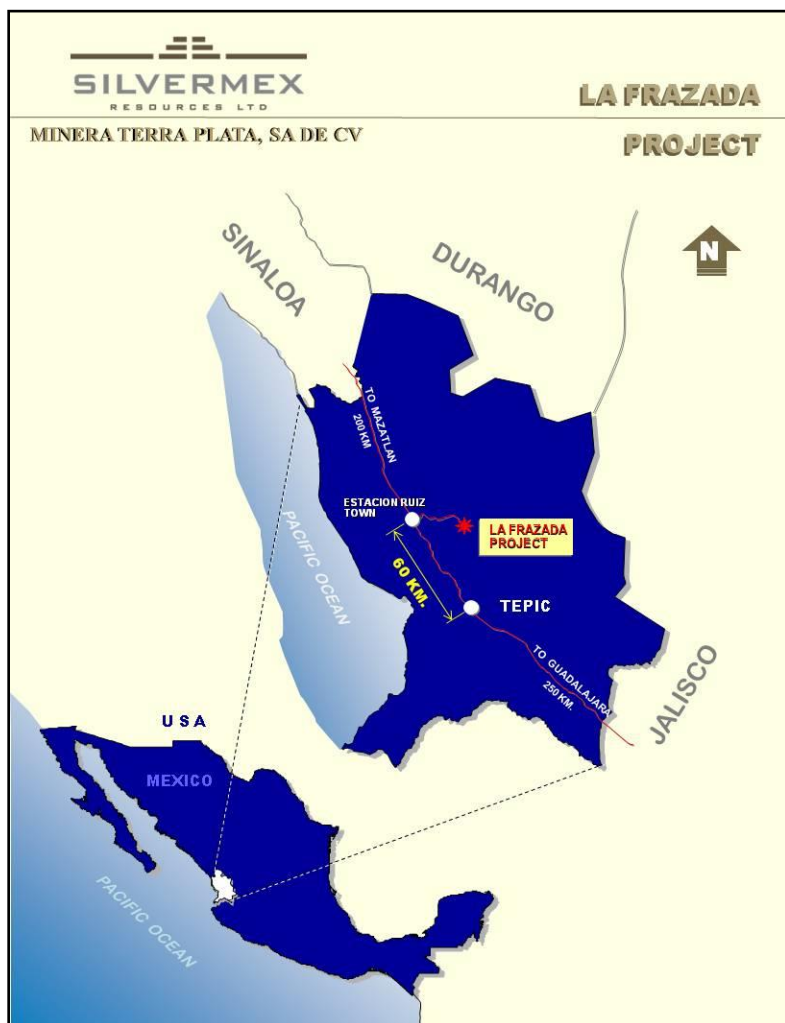 SILVERMEX
RESOURCES LTD
MINERA TERRA PLATA, SA DE CV
LA FRAZADA
PROJECT
N
SINALOA
DURANGO
TO MAZATLAN
200 KM
ESTACION RUIZ
TOWN
LA FRAZADA
PROJECT
PACIFIC OCEAN
60 KM.
TEPIC
TO GUADALAJARA
250 KM.
JALISCO
USA
MEXICO
PACIFIC OCEAN